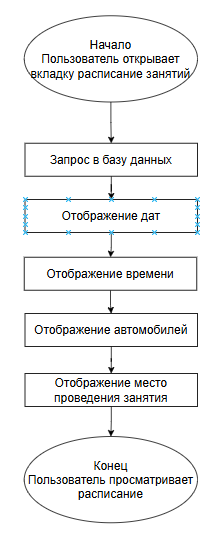 Начало
Пользователь открывает
вкладку расписание занятий
Запрос в базу данных
Отображение дат
Отображение времени
Отображение автомобилей
Отображение место
проведения занятия
Конец
Пользователь просматривает
расписание